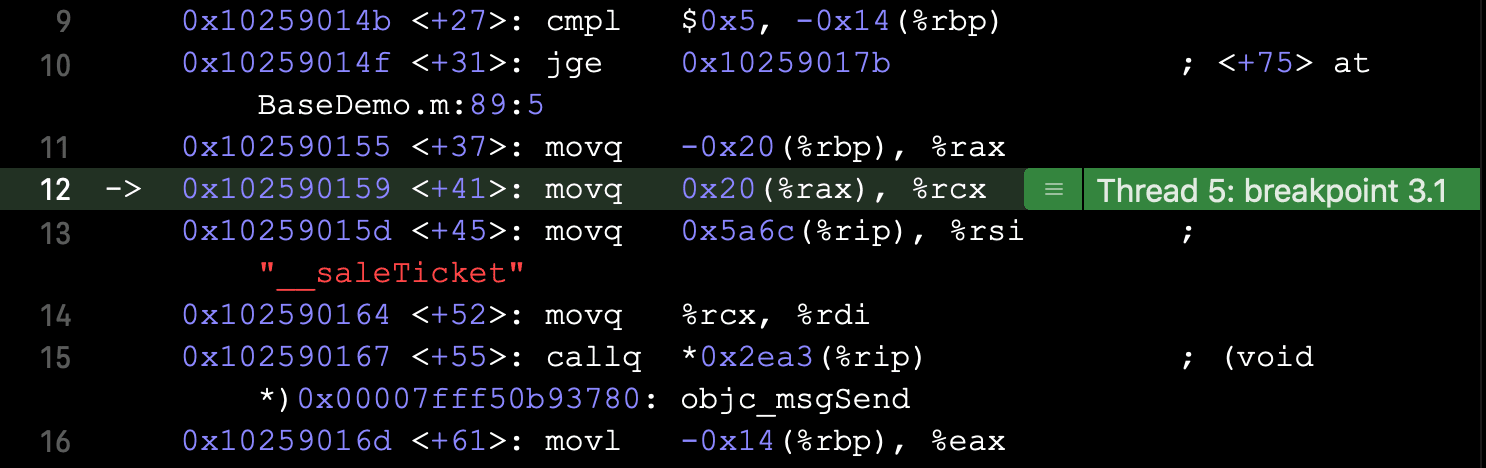 9 0x10259014b <+27>: cmpl $0x5, -0x14(%rbp)
10 0x10259014f <+31>: jge 0x10259017b ; <+75> at
BaseDemo.m:89:5
11 0x102590155 <+37>: movq -0x20(%rbp), %rax
12 -> 0x102590159 <+41>: movq 0x20(%rax), %rcx Thread 5: breakpoint 3.1
13 0x10259015d <+45>: movq 0x5a6c(%rip), %rsi ;
"__saleTicket"
14 0x102590164 <+52>: movq %rcx, %rdi
15 0x102590167 <+55>: callq *0x2ea3(%rip) ; (void
*)0x00007fff50b93780: objc_msgSend
16 0x10259016d <+61>: movl -0x14(%rbp), %eax